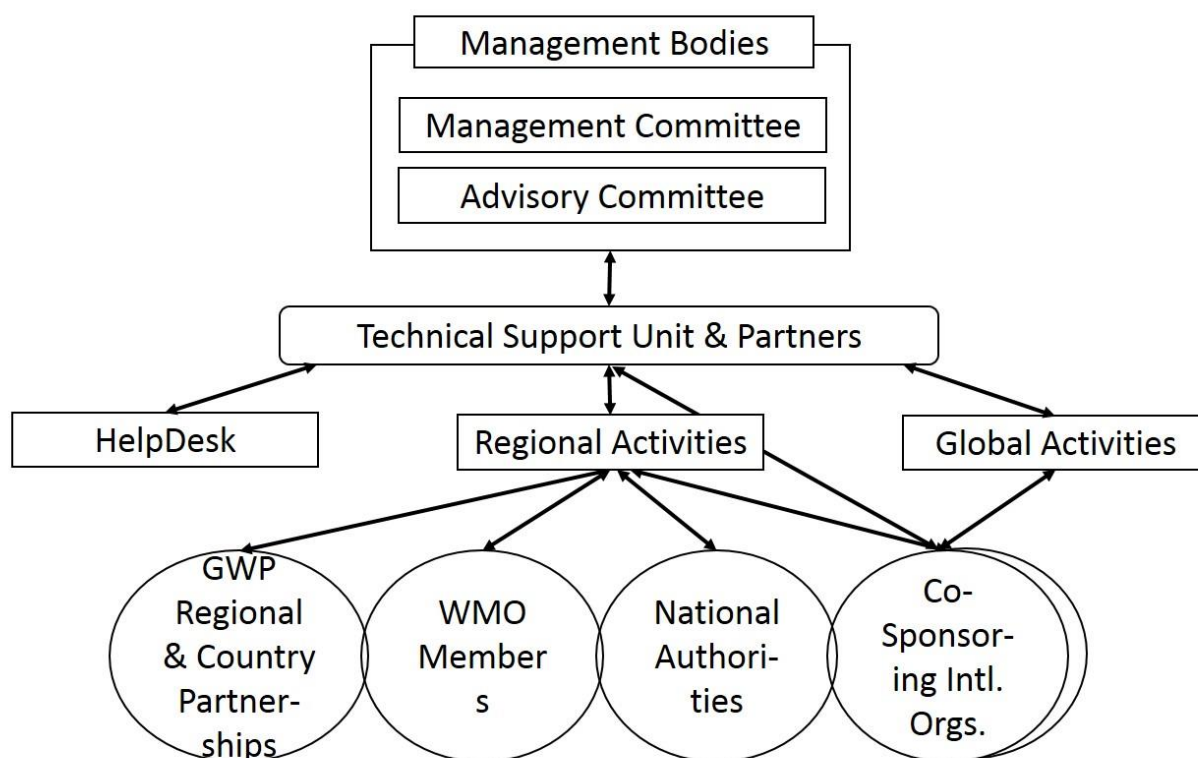 Management Bodies
Management Committee
Advisory Committee
Technical Support Unit & Partners
HelpDesk
Regional Activities
Global Activities
GWP
Regional
& Country
Partner-
ships
WMO
Member
s
National
Authori-
ties
Co-
Sponsor-
ing Intl.
Orgs.